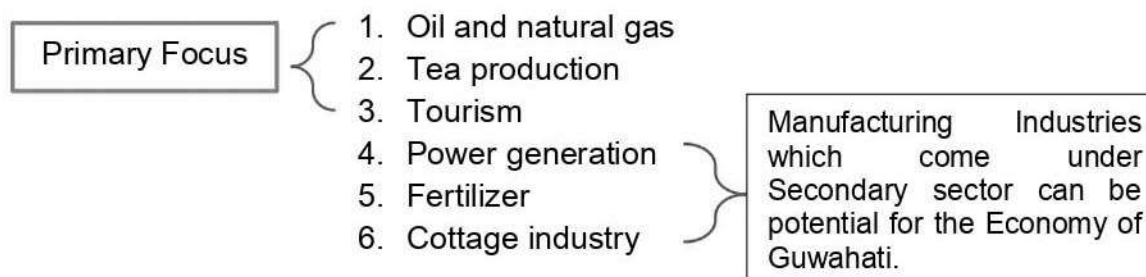 Primary Focus
1. Oil and natural gas
2. Tea production
3. Tourism
4. Power generation
5. Fertilizer
6. Cottage industry
Manufacturing Industries
which come under
Secondary sector can be
potential for the Economy of
Guwahati.